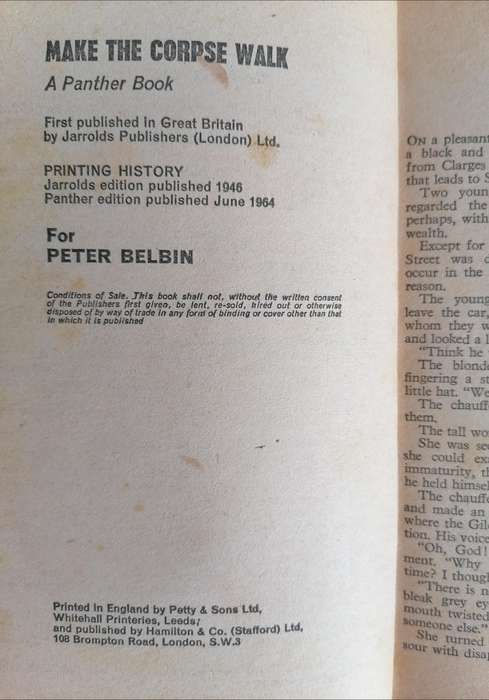 MAKE THE CORPSE WALK
A Panther Book
First published in Great Britain
by Jarrolds Publishers (London) Ltd.
PRINTING HISTORY
Jarrolds edition published 1946
Panther edition published June 1964
For
PETER BELBIN
Conditions of Sale. This book shall not, without the written consent
of the Publishers first given, be lent, re-sold, hired out or otherwise
disposed of by way of trade in any form of binding or cover other than that
in which it is published
Printed in England by Petty & Sons Ltd,
Whitehall Printeries, Leeds;
and published by Hamilton & Co. (Stafford) Ltd,
108 Brompton Road, London, S.W.3
ON a pleasant
a black and
from Clarges
that leads to S
Two youn
regarded the
perhaps, with
wealth.
Except for
Street was c
occur in the
reason.
The young
leave the car,
whom they w
and looked a l
"Think he
The blonde
fingering a st
little hat. "We
The chauff
them.
The tall wo
She was see
she could ex
immaturity, th
he held himsel
The chauffe
and made an
where the Gil
tion. His voice
"Oh, God!
ment. "Why
time? I though
"There is n
bleak grey ey
mouth twisted
someone else."
She turned
sour with disap